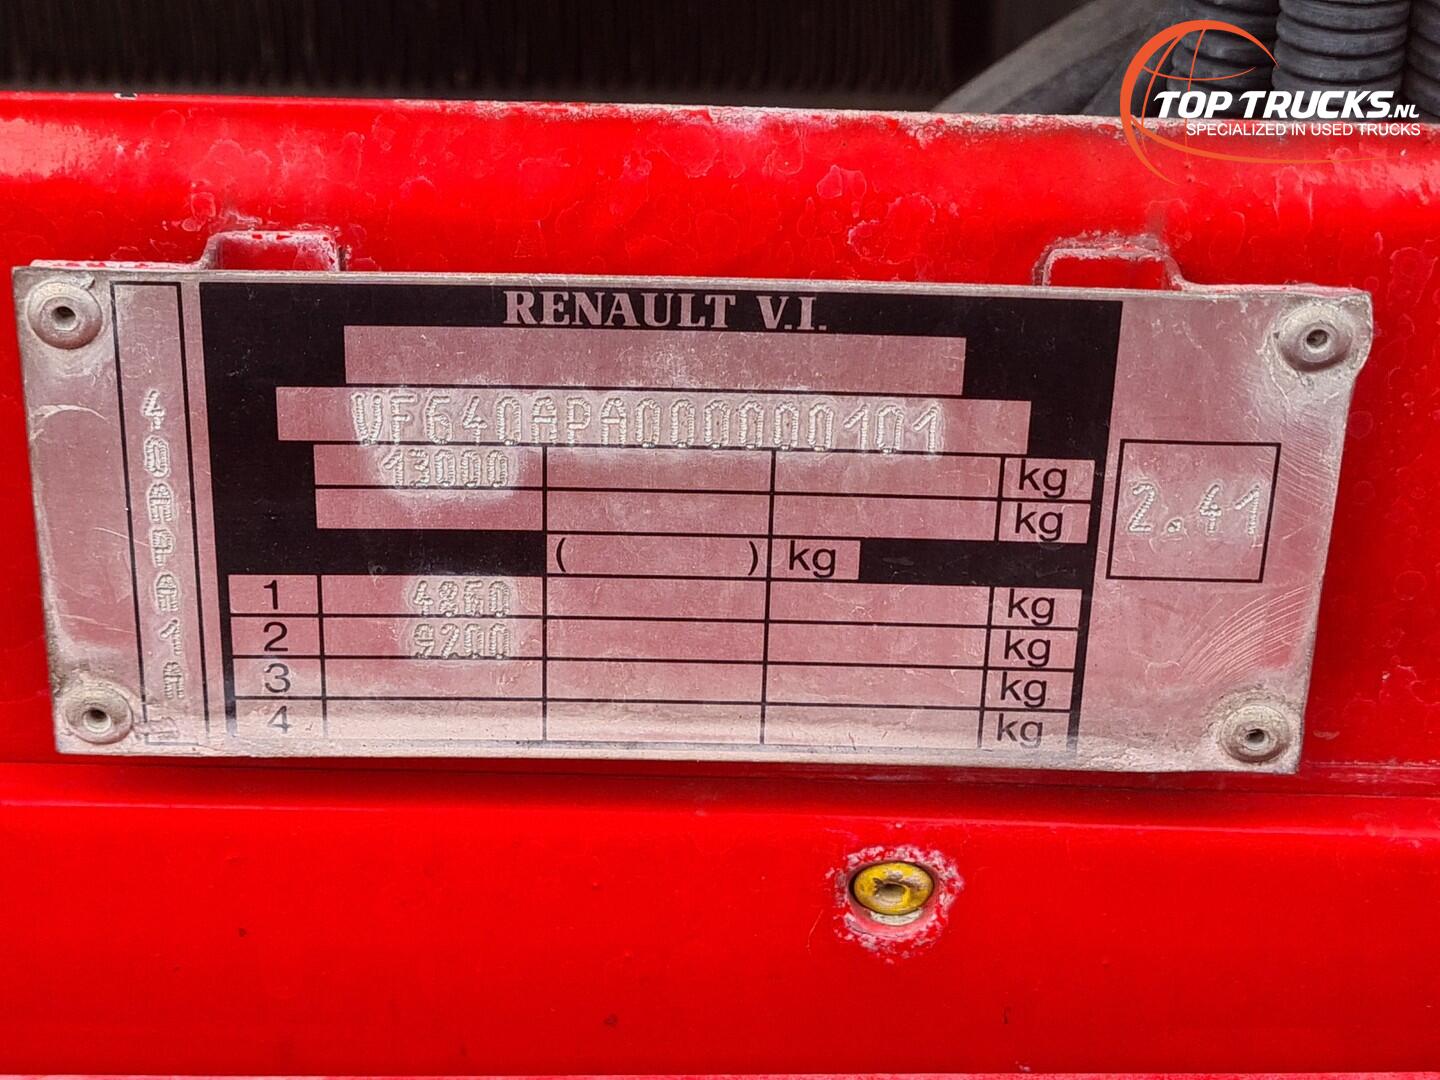 TOP TRUCKS.NL
SPECIALIZED IN USED TRUCKS
RENAULT V.I.
VF640APA000000101
13000 kg
kg
( ) kg
1 4860 kg
2 9200 kg
3 kg
4 kg
2.41